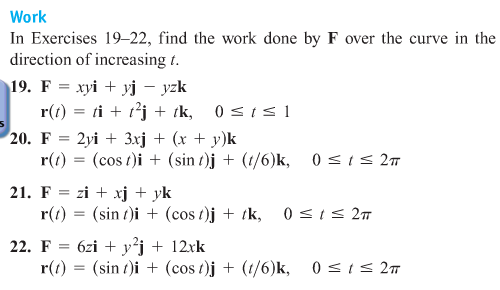 Work
In Exercises 19–22, find the work done by F over the curve in the
direction of increasing t.
19. F = xyi + yj − yzk
r(t) = ti + t²j + tk, 0 ≤ t ≤ 1
s
20. F = 2yi + 3xj + (x + y)k
r(t) = (cos t)i + (sin t)j + (t/6)k, 0 ≤ t ≤ 2π
21. F = zi + xj + yk
r(t) = (sin t)i + (cos t)j + tk, 0 ≤ t ≤ 2π
22. F = 6zi + y²j + 12xk
r(t) = (sin t)i + (cos t)j + (t/6)k, 0 ≤ t ≤ 2π